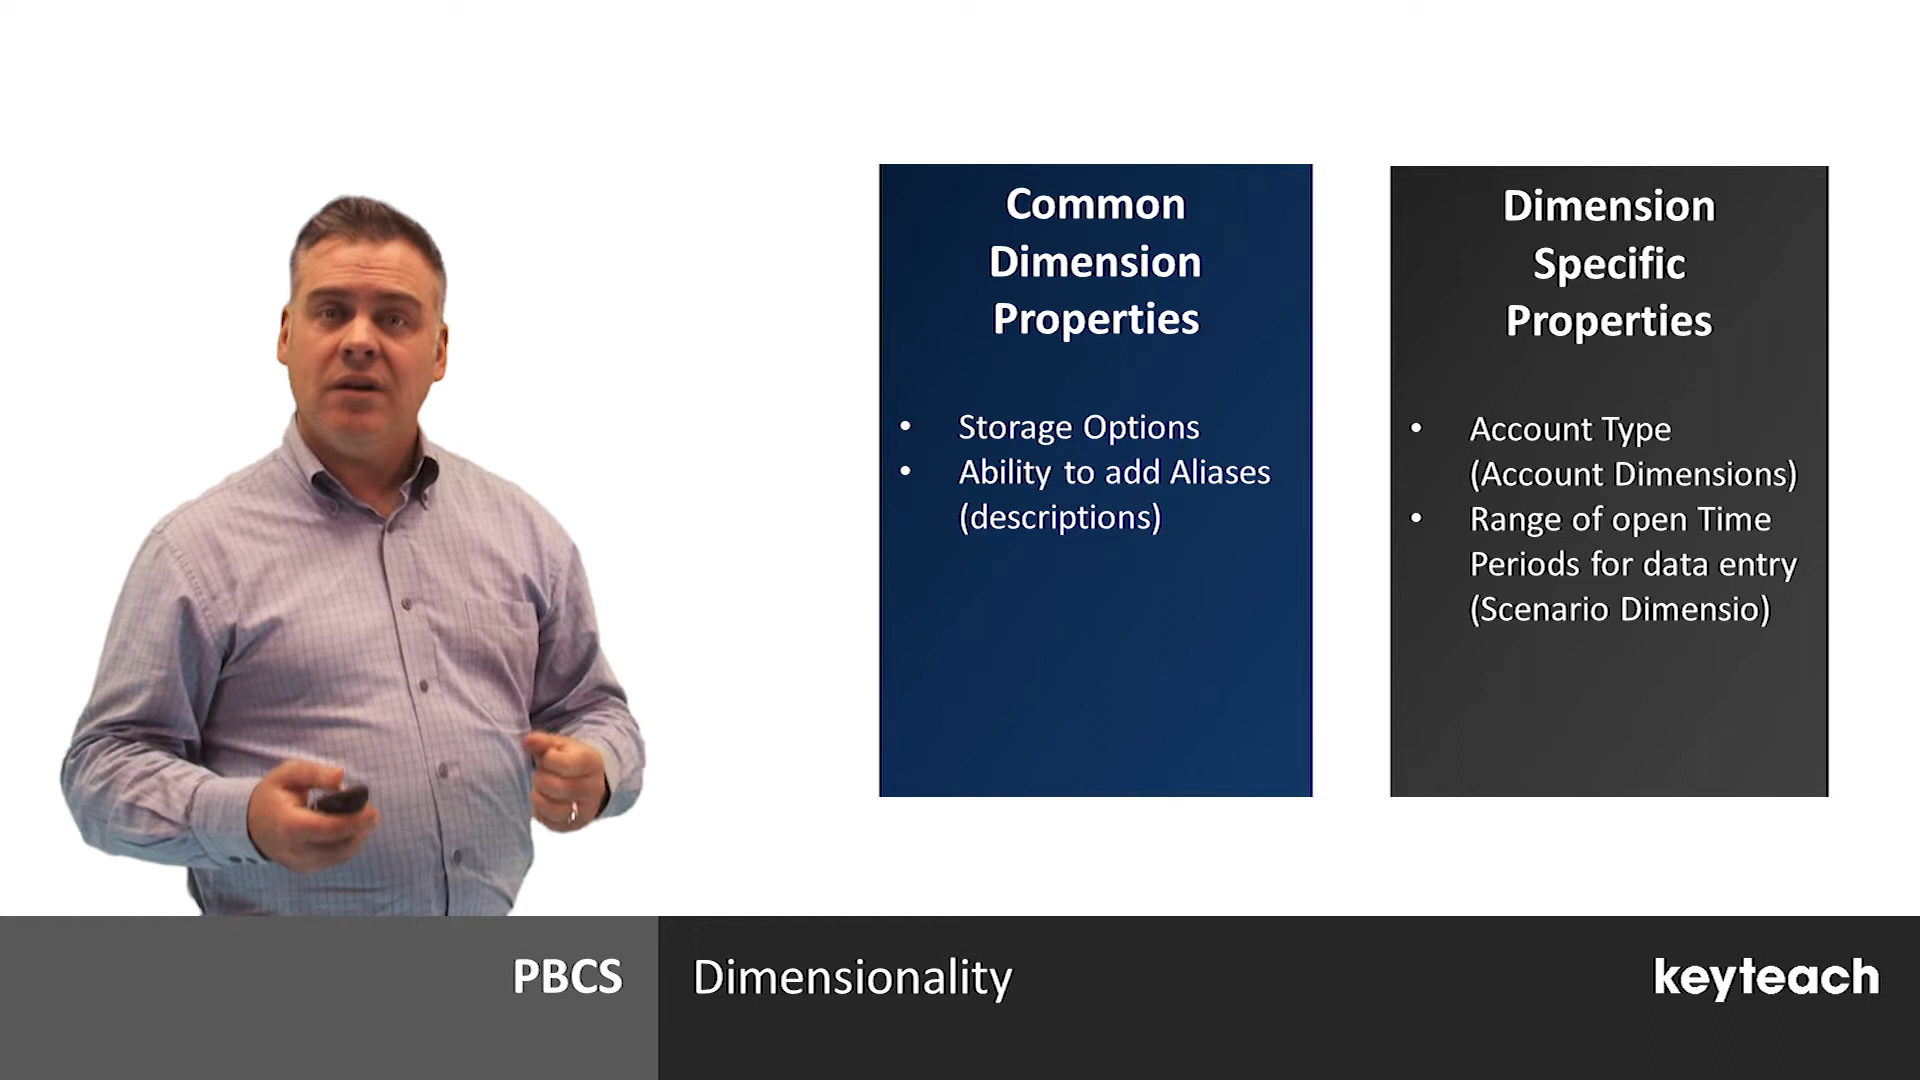 Common
Dimension
Properties
• Storage Options
• Ability to add Aliases
(descriptions)
Dimension
Specific
Properties
• Account Type
(Account Dimensions)
• Range of open Time
Periods for data entry
(Scenario Dimensio)
PBCS
Dimensionality
keyteach